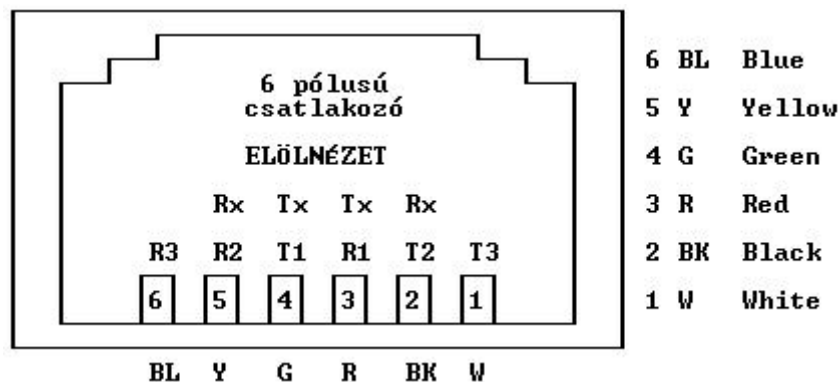 6 pólusú
csatlakozó
ELÖLNÉZET
Rx Tx Tx Rx
R3 R2 T1 R1 T2 T3
6 5 4 3 2 1
BL Y G R BK W
6 BL Blue
5 Y Yellow
4 G Green
3 R Red
2 BK Black
1 W White